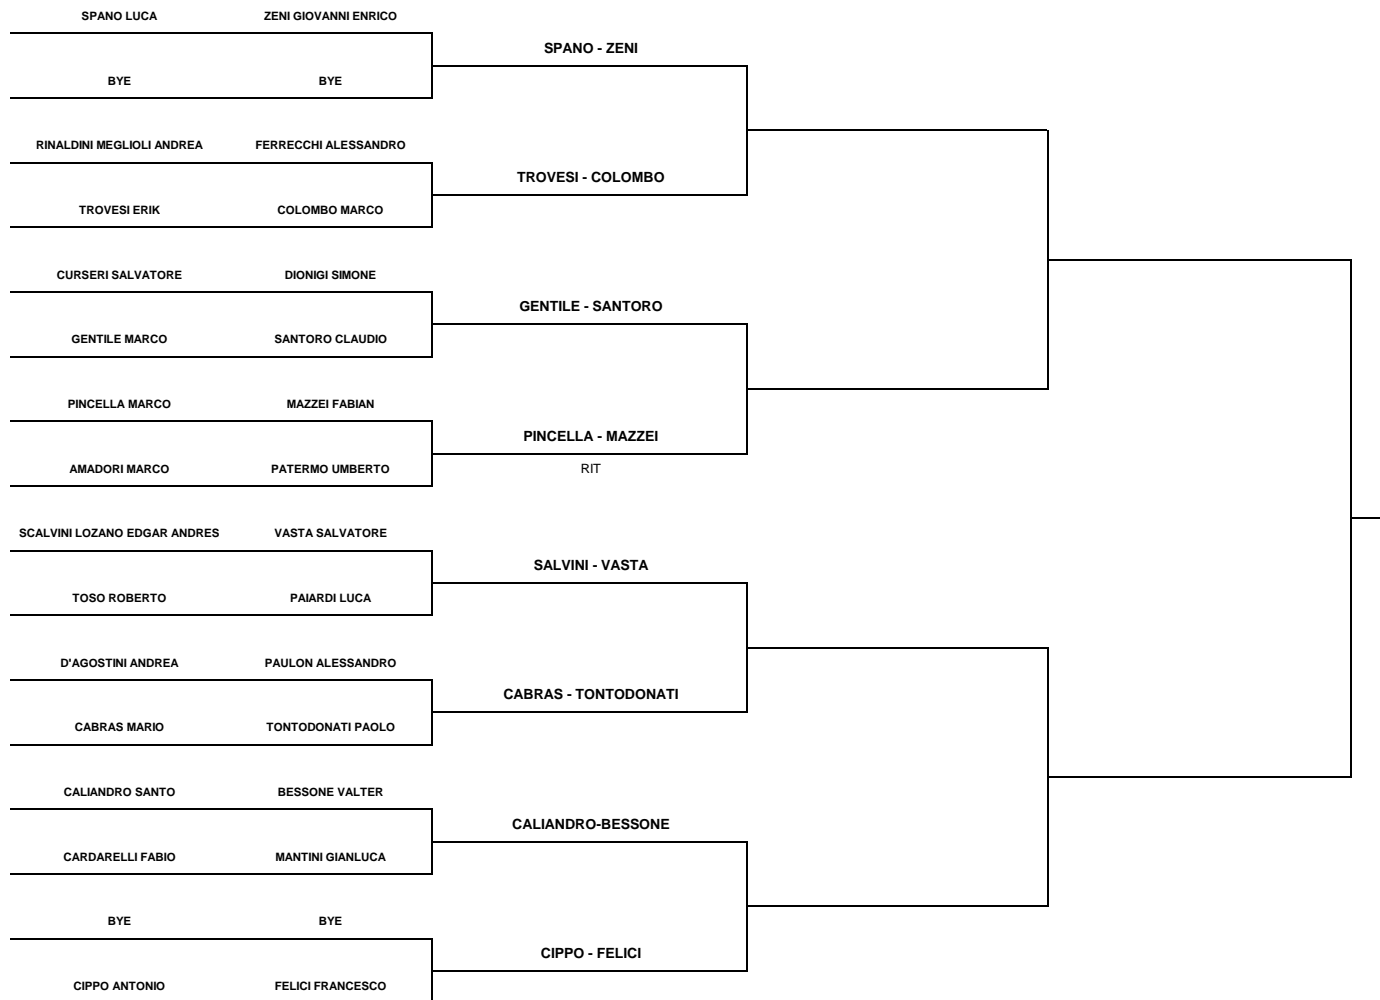 SPANO LUCA ZENI GIOVANNI ENRICO
SPANO - ZENI
BYE BYE
RINALDINI MEGLIOLI ANDREA FERRECCHI ALESSANDRO
TROVESI - COLOMBO
TROVESI ERIK COLOMBO MARCO
CURSERI SALVATORE DIONIGI SIMONE
GENTILE - SANTORO
GENTILE MARCO SANTORO CLAUDIO
PINCELLA MARCO MAZZEI FABIAN
PINCELLA - MAZZEI
AMADORI MARCO PATERMO UMBERTO RIT
SCALVINI LOZANO EDGAR ANDRES VASTA SALVATORE
SALVINI - VASTA
TOSO ROBERTO PAIARDI LUCA
D'AGOSTINI ANDREA PAULON ALESSANDRO
CABRAS - TONTODONATI
CABRAS MARIO TONTODONATI PAOLO
CALIANDRO SANTO BESSONE VALTER
CALIANDRO-BESSONE
CARDARELLI FABIO MANTINI GIANLUCA
BYE BYE
CIPPO - FELICI
CIPPO ANTONIO FELICI FRANCESCO